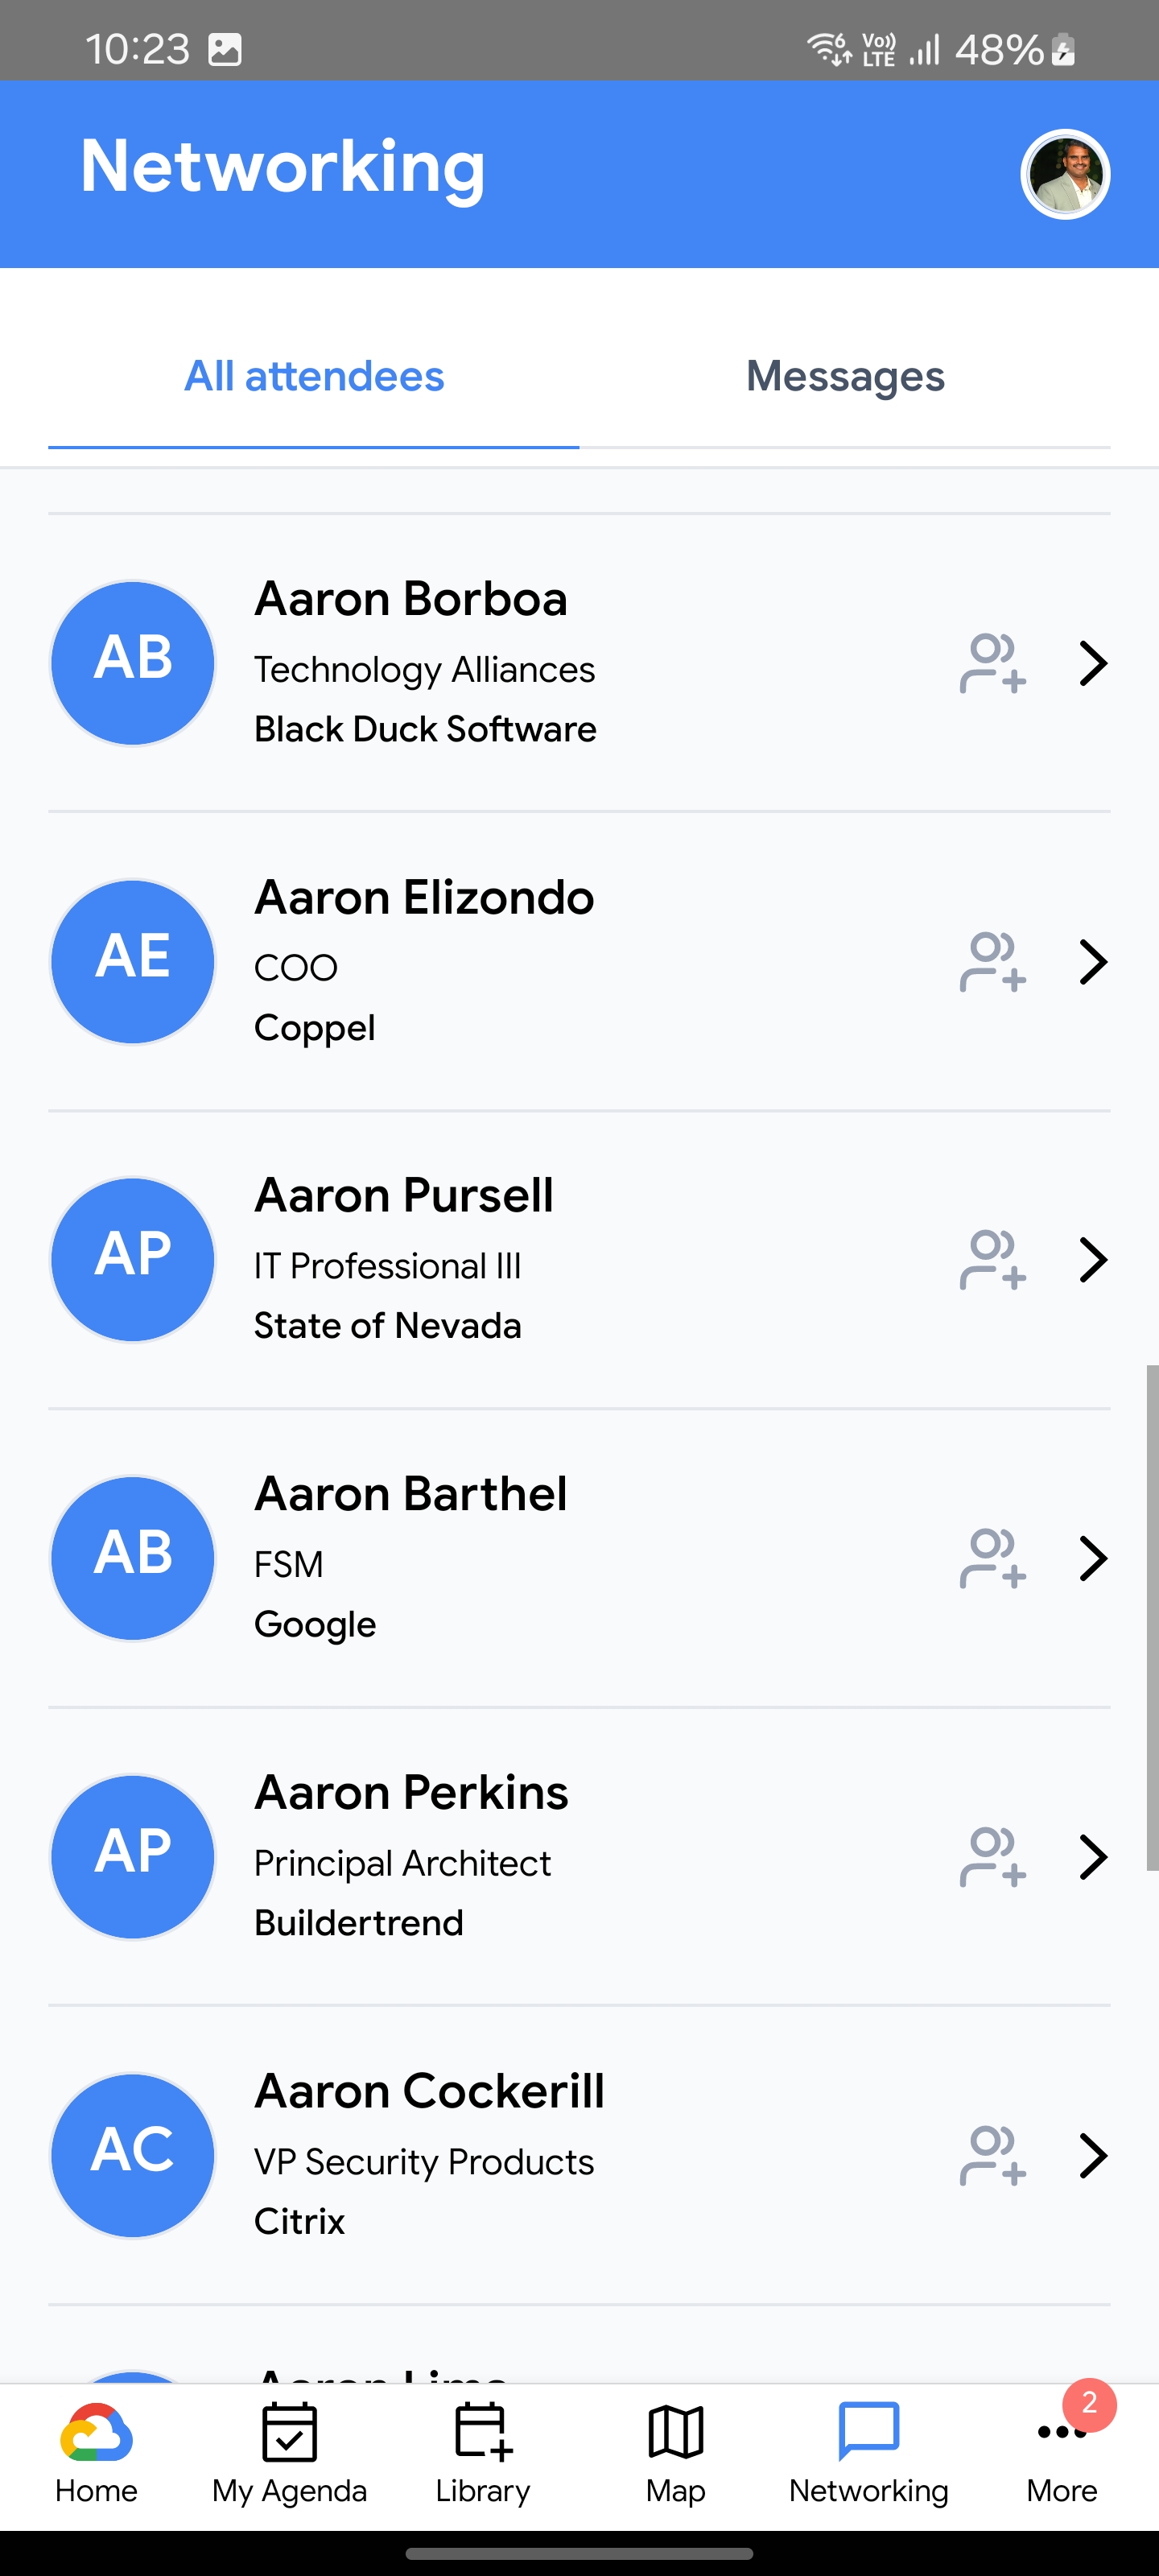 10:23
Vo)) LTE 48%
Networking
All attendees
Messages
AB
Aaron Borboa
Technology Alliances
Black Duck Software
AE
Aaron Elizondo
COO
Coppel
AP
Aaron Pursell
IT Professional III
State of Nevada
AB
Aaron Barthel
FSM
Google
AP
Aaron Perkins
Principal Architect
Buildertrend
AC
Aaron Cockerill
VP Security Products
Citrix
Aaron
2
Home
My Agenda
Library
Map
Networking
More